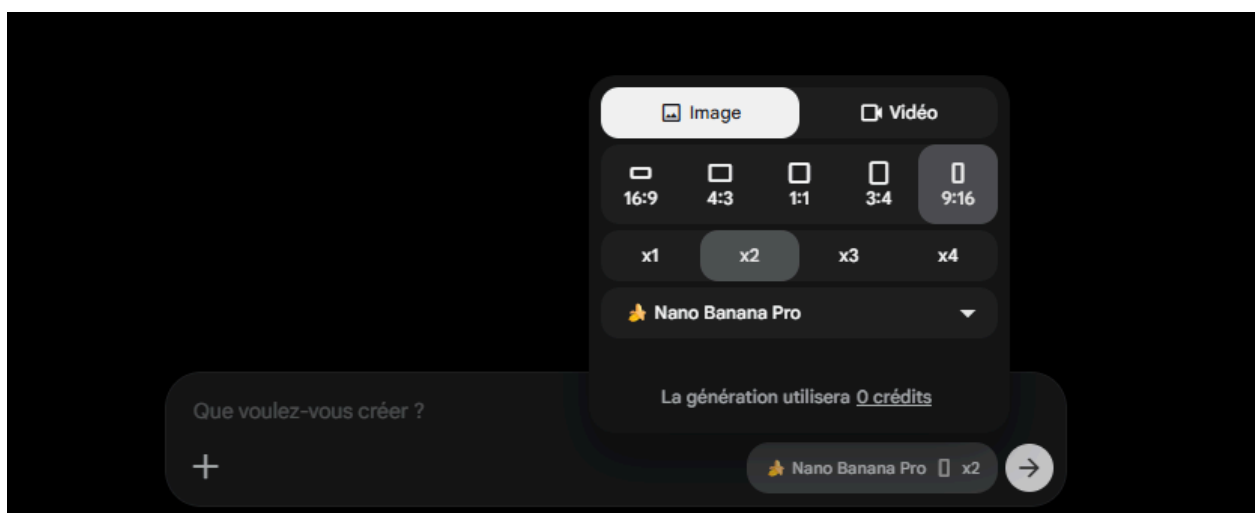 Image
Vidéo
16:9
4:3
1:1
3:4
9:16
x1
x2
x3
x4
Nano Banana Pro
La génération utilisera 0 crédits
Que voulez-vous créer ?
Nano Banana Pro x2